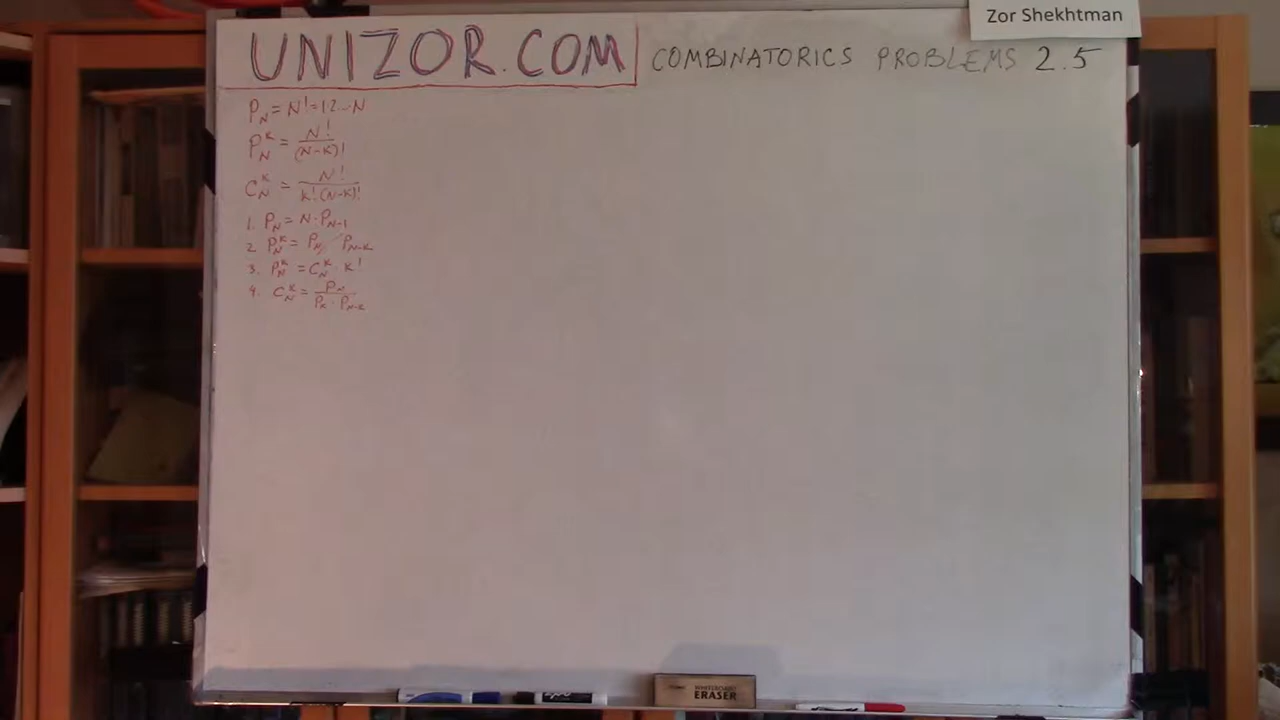 Zor Shekhtman
UNIZOR.COM COMBINATORICS PROBLEMS 2.5
P_N = N! = 1·2...N
P_N^K = N!/(N-K)!
C_N^K = N!/(K!·(N-K)!)
1. P_N = N·P_{N-1}
2. P_N^K = P_N / P_{N-K}
3. P_N^K = C_N^K · K!
4. C_N^K = P_N/(P_K · P_{N-K})
WHITEBOARD
ERASER